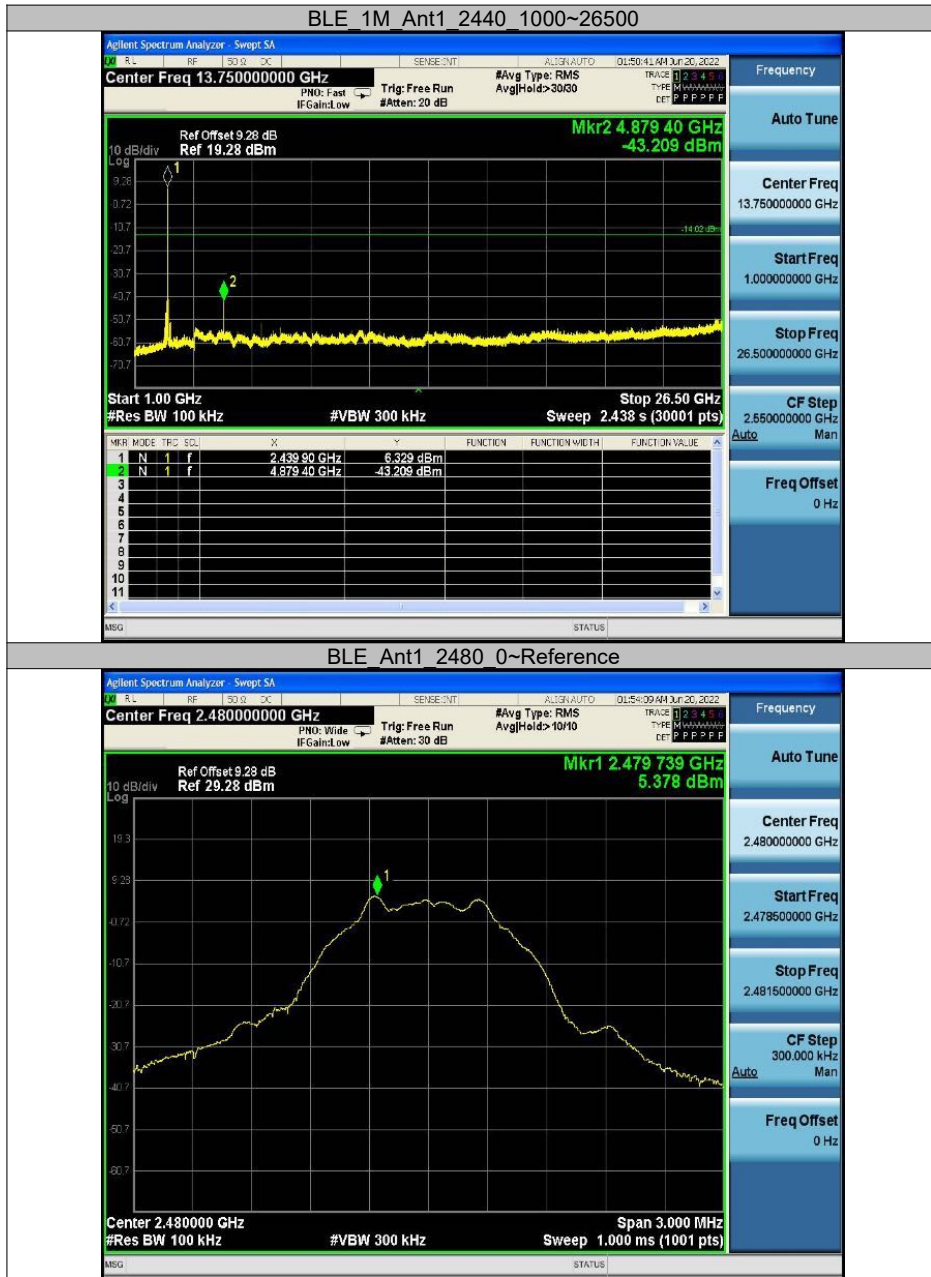 BLE_1M_Ant1_2440_1000~26500
Agilent Spectrum Analyzer - Swept SA
RL RF 50 Ω DC SENSE:INT ALIGNAUTO 01:50:41 AM Jun 20, 2022
Center Freq 13.750000000 GHz
PNO: Fast
IFGain:Low
Trig: Free Run
#Atten: 20 dB
#Avg Type: RMS
Avg|Hold:>30/30
TRACE 1 2 3 4 5 6
TYPE M
DET P P P P P P
Ref Offset 9.28 dB
10 dB/div Ref 19.28 dBm
Log
Mkr2 4.879 40 GHz
-43.209 dBm
1
9.28
-0.72
-10.7
-14.02 dBm
-20.7
-30.7
2
-40.7
-50.7
-60.7
-70.7
Start 1.00 GHz Stop 26.50 GHz
#Res BW 100 kHz #VBW 300 kHz Sweep 2.438 s (30001 pts)
MKR MODE TRC SCL X Y FUNCTION FUNCTION WIDTH FUNCTION VALUE
1 N 1 f 2.439 90 GHz 6.329 dBm
2 N 1 f 4.879 40 GHz -43.209 dBm
3
4
5
6
7
8
9
10
11
MSG STATUS
Frequency
Auto Tune
Center Freq
13.750000000 GHz
Start Freq
1.000000000 GHz
Stop Freq
26.500000000 GHz
CF Step
2.550000000 GHz
Auto Man
Freq Offset
0 Hz
BLE_Ant1_2480_0~Reference
Agilent Spectrum Analyzer - Swept SA
RL RF 50 Ω DC SENSE:INT ALIGNAUTO 01:54:09 AM Jun 20, 2022
Center Freq 2.480000000 GHz
PNO: Wide
IFGain:Low
Trig: Free Run
#Atten: 30 dB
#Avg Type: RMS
Avg|Hold:>10/10
TRACE 1 2 3 4 5 6
TYPE M
DET P P P P P P
Ref Offset 9.28 dB
10 dB/div Ref 29.28 dBm
Log
Mkr1 2.479 739 GHz
5.378 dBm
19.3
9.28
1
-0.72
-10.7
-20.7
-30.7
-40.7
-50.7
-60.7
Center 2.480000 GHz Span 3.000 MHz
#Res BW 100 kHz #VBW 300 kHz Sweep 1.000 ms (1001 pts)
MSG STATUS
Frequency
Auto Tune
Center Freq
2.480000000 GHz
Start Freq
2.478500000 GHz
Stop Freq
2.481500000 GHz
CF Step
300.000 kHz
Auto Man
Freq Offset
0 Hz